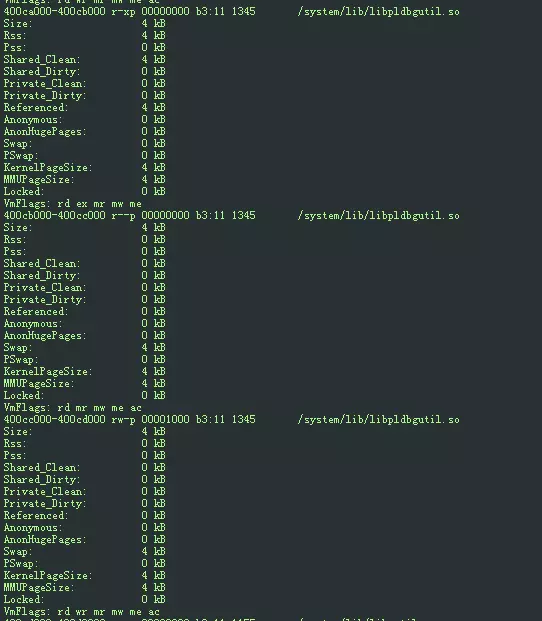 VmFlags: rd wr mr mw me ac
400ca000-400cb000 r-xp 00000000 b3:11 1345 /system/lib/libpldbgutil.so
Size: 4 kB
Rss: 4 kB
Pss: 0 kB
Shared_Clean: 4 kB
Shared_Dirty: 0 kB
Private_Clean: 0 kB
Private_Dirty: 0 kB
Referenced: 4 kB
Anonymous: 0 kB
AnonHugePages: 0 kB
Swap: 0 kB
PSwap: 0 kB
KernelPageSize: 4 kB
MMUPageSize: 4 kB
Locked: 0 kB
VmFlags: rd ex mr mw me
400cb000-400cc000 r--p 00000000 b3:11 1345 /system/lib/libpldbgutil.so
Size: 4 kB
Rss: 0 kB
Pss: 0 kB
Shared_Clean: 0 kB
Shared_Dirty: 0 kB
Private_Clean: 0 kB
Private_Dirty: 0 kB
Referenced: 0 kB
Anonymous: 0 kB
AnonHugePages: 0 kB
Swap: 4 kB
PSwap: 0 kB
KernelPageSize: 4 kB
MMUPageSize: 4 kB
Locked: 0 kB
VmFlags: rd mr mw me ac
400cc000-400cd000 rw-p 00001000 b3:11 1345 /system/lib/libpldbgutil.so
Size: 4 kB
Rss: 0 kB
Pss: 0 kB
Shared_Clean: 0 kB
Shared_Dirty: 0 kB
Private_Clean: 0 kB
Private_Dirty: 0 kB
Referenced: 0 kB
Anonymous: 0 kB
AnonHugePages: 0 kB
Swap: 4 kB
PSwap: 0 kB
KernelPageSize: 4 kB
MMUPageSize: 4 kB
Locked: 0 kB
VmFlags: rd wr mr mw me ac